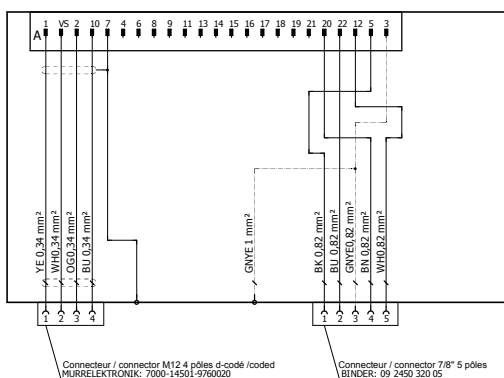 1 VS 2 10 7 4 6 8 9 11 13 14 15 16 17 18 19 21 20 22 12 5 3
A
YE 0,34 mm²
WH0,34 mm²
OG0,34 mm²
BU 0,34 mm²
GNYE 1 mm²
BK 0,82 mm²
BU 0,82 mm²
GNYE0,82 mm²
BN 0,82 mm²
WH0,82 mm²
1 2 3 4
1 2 3 4 5
Connecteur / connector M12 4 pôles d-codé /coded
MURRELEKTRONIK: 7000-14501-9760020
Connecteur / connector 7/8" 5 pôles
BINDER: 09 2450 320 05